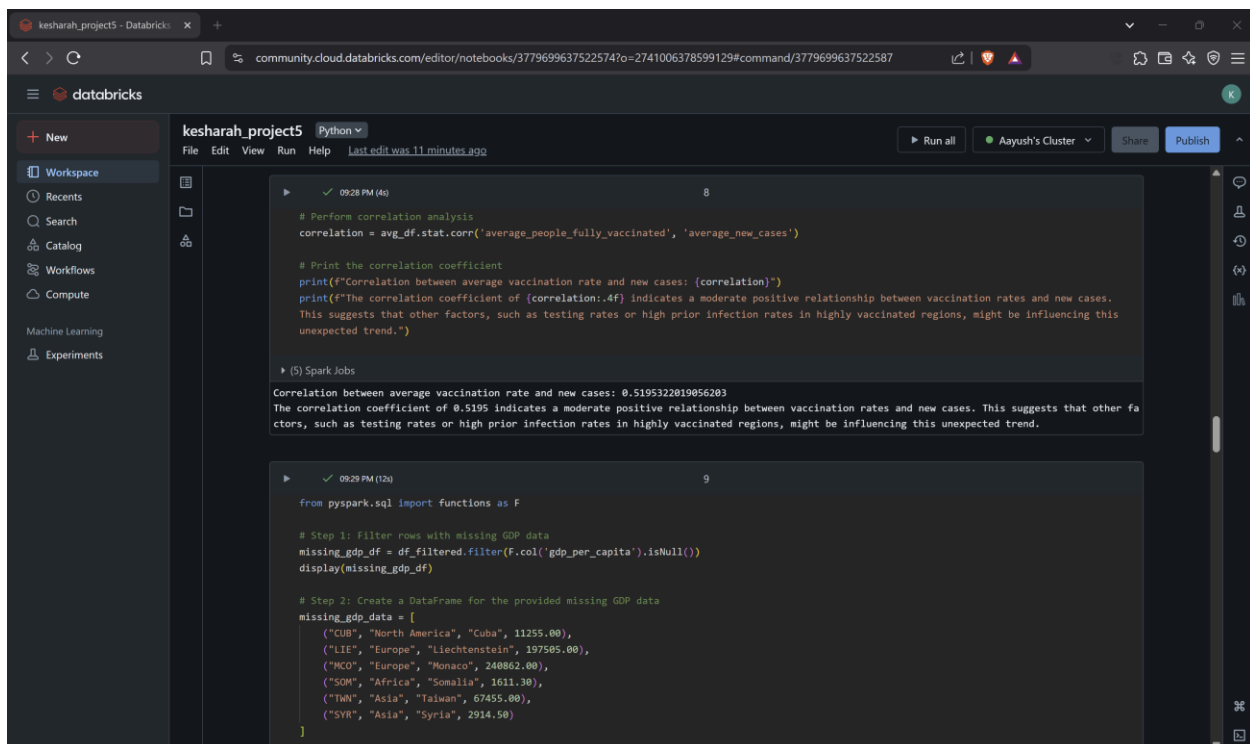 kesharah_project5 - Databricks
community.cloud.databricks.com/editor/notebooks/3779699637522574?o=2741006378599129#command/3779699637522587
databricks
K
New
Workspace
Recents
Search
Catalog
Workflows
Compute
Machine Learning
Experiments
kesharah_project5 Python
File Edit View Run Help Last edit was 11 minutes ago
Run all Aayush's Cluster Share Publish
09:28 PM (4s) 8
# Perform correlation analysis
correlation = avg_df.stat.corr('average_people_fully_vaccinated', 'average_new_cases')
# Print the correlation coefficient
print(f"Correlation between average vaccination rate and new cases: {correlation}")
print(f"The correlation coefficient of {correlation:.4f} indicates a moderate positive relationship between vaccination rates and new cases.
This suggests that other factors, such as testing rates or high prior infection rates in highly vaccinated regions, might be influencing this
unexpected trend.")
(5) Spark Jobs
Correlation between average vaccination rate and new cases: 0.5195322019056203
The correlation coefficient of 0.5195 indicates a moderate positive relationship between vaccination rates and new cases. This suggests that other fa
ctors, such as testing rates or high prior infection rates in highly vaccinated regions, might be influencing this unexpected trend.
09:29 PM (12s) 9
from pyspark.sql import functions as F
# Step 1: Filter rows with missing GDP data
missing_gdp_df = df_filtered.filter(F.col('gdp_per_capita').isNull())
display(missing_gdp_df)
# Step 2: Create a DataFrame for the provided missing GDP data
missing_gdp_data = [
("CUB", "North America", "Cuba", 11255.00),
("LIE", "Europe", "Liechtenstein", 197505.00),
("MCO", "Europe", "Monaco", 240862.00),
("SOM", "Africa", "Somalia", 1611.30),
("TWN", "Asia", "Taiwan", 67455.00),
("SYR", "Asia", "Syria", 2914.50)
]